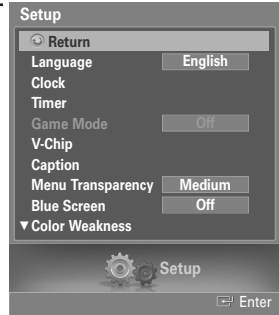 Setup
Return
Language English
Clock
Timer
Game Mode Off
V-Chip
Caption
Menu Transparency Medium
Blue Screen Off
▼Color Weakness
Setup
Enter